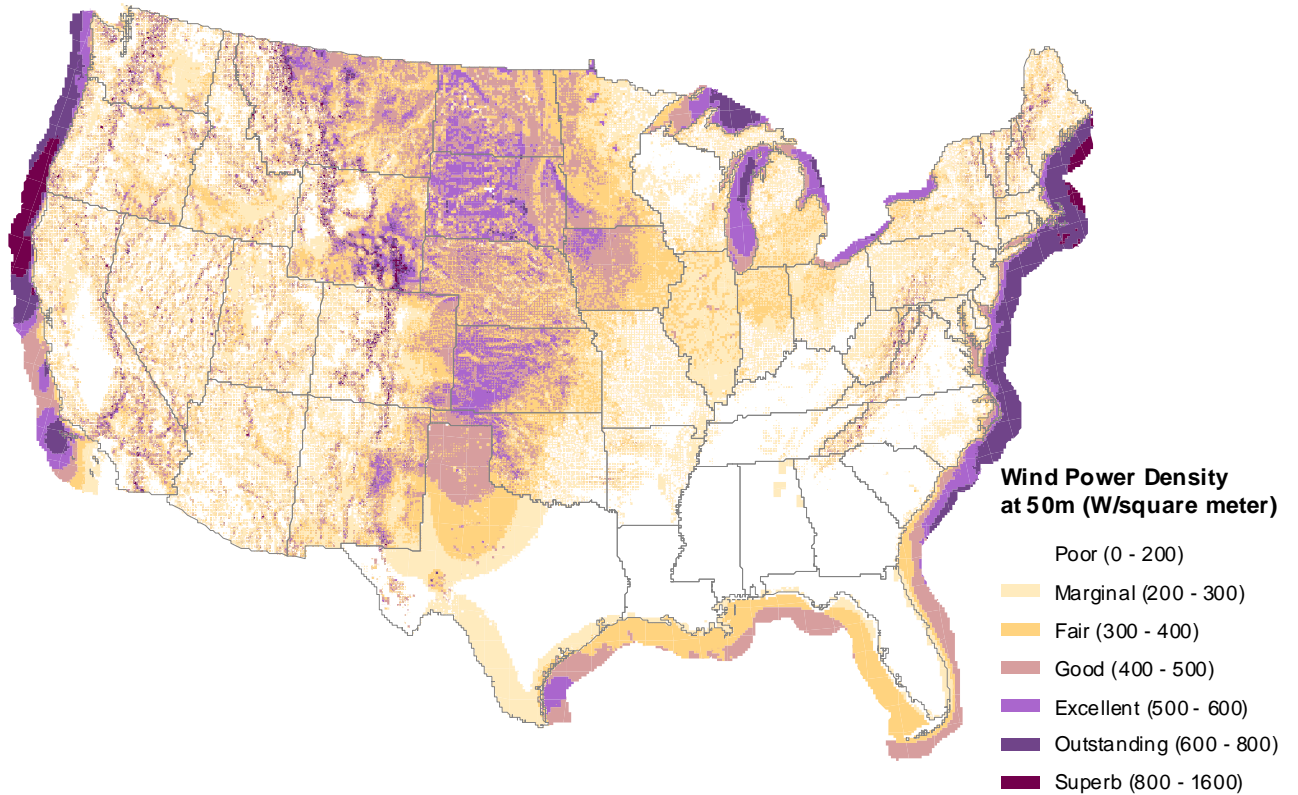 Wind Power Density
at 50m (W/square meter)
Poor (0 - 200)
Marginal (200 - 300)
Fair (300 - 400)
Good (400 - 500)
Excellent (500 - 600)
Outstanding (600 - 800)
Superb (800 - 1600)